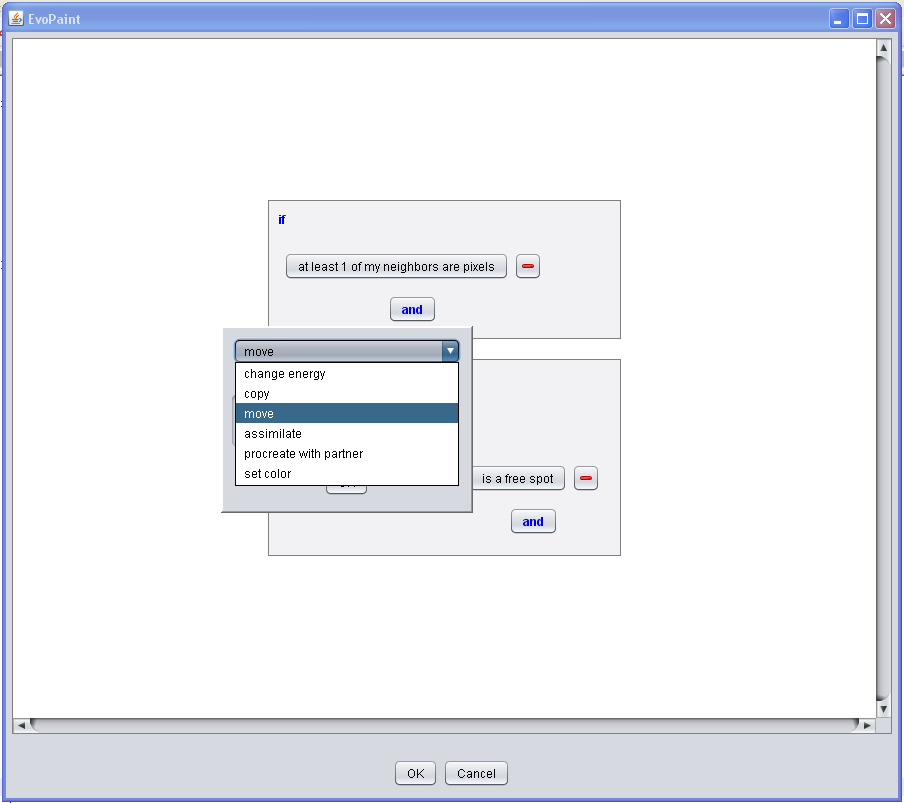 EvoPaint
if
at least 1 of my neighbors are pixels
and
move
change energy
copy
move
assimilate
procreate with partner
set color
is a free spot
and
OK
Cancel